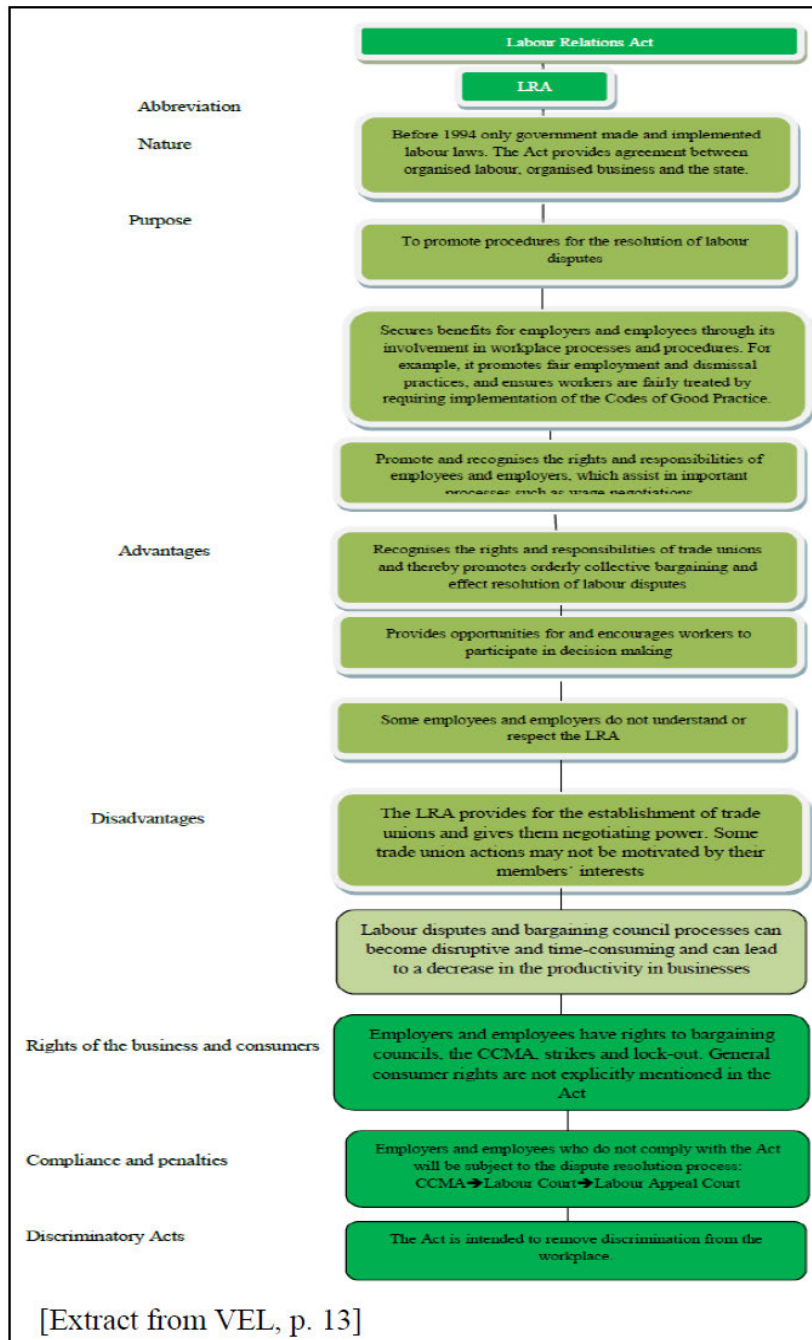 Labour Relations Act
LRA
Abbreviation
Nature
Before 1994 only government made and implemented
labour laws. The Act provides agreement between
organised labour, organised business and the state.
Purpose
To promote procedures for the resolution of labour
disputes
Secures benefits for employers and employees through its
involvement in workplace processes and procedures. For
example, it promotes fair employment and dismissal
practices, and ensures workers are fairly treated by
requiring implementation of the Codes of Good Practice.
Promote and recognises the rights and responsibilities of
employees and employers, which assist in important
processes such as wage negotiations
Advantages
Recognises the rights and responsibilities of trade unions
and thereby promotes orderly collective bargaining and
effect resolution of labour disputes
Provides opportunities for and encourages workers to
participate in decision making
Some employees and employers do not understand or
respect the LRA
Disadvantages
The LRA provides for the establishment of trade
unions and gives them negotiating power. Some
trade union actions may not be motivated by their
members' interests
Labour disputes and bargaining council processes can
become disruptive and time-consuming and can lead
to a decrease in the productivity in businesses
Rights of the business and consumers
Employers and employees have rights to bargaining
councils, the CCMA, strikes and lock-out. General
consumer rights are not explicitly mentioned in the
Act
Compliance and penalties
Employers and employees who do not comply with the Act
will be subject to the dispute resolution process:
CCMA➔Labour Court➔Labour Appeal Court
Discriminatory Acts
The Act is intended to remove discrimination from the
workplace.
[Extract from VEL, p. 13]